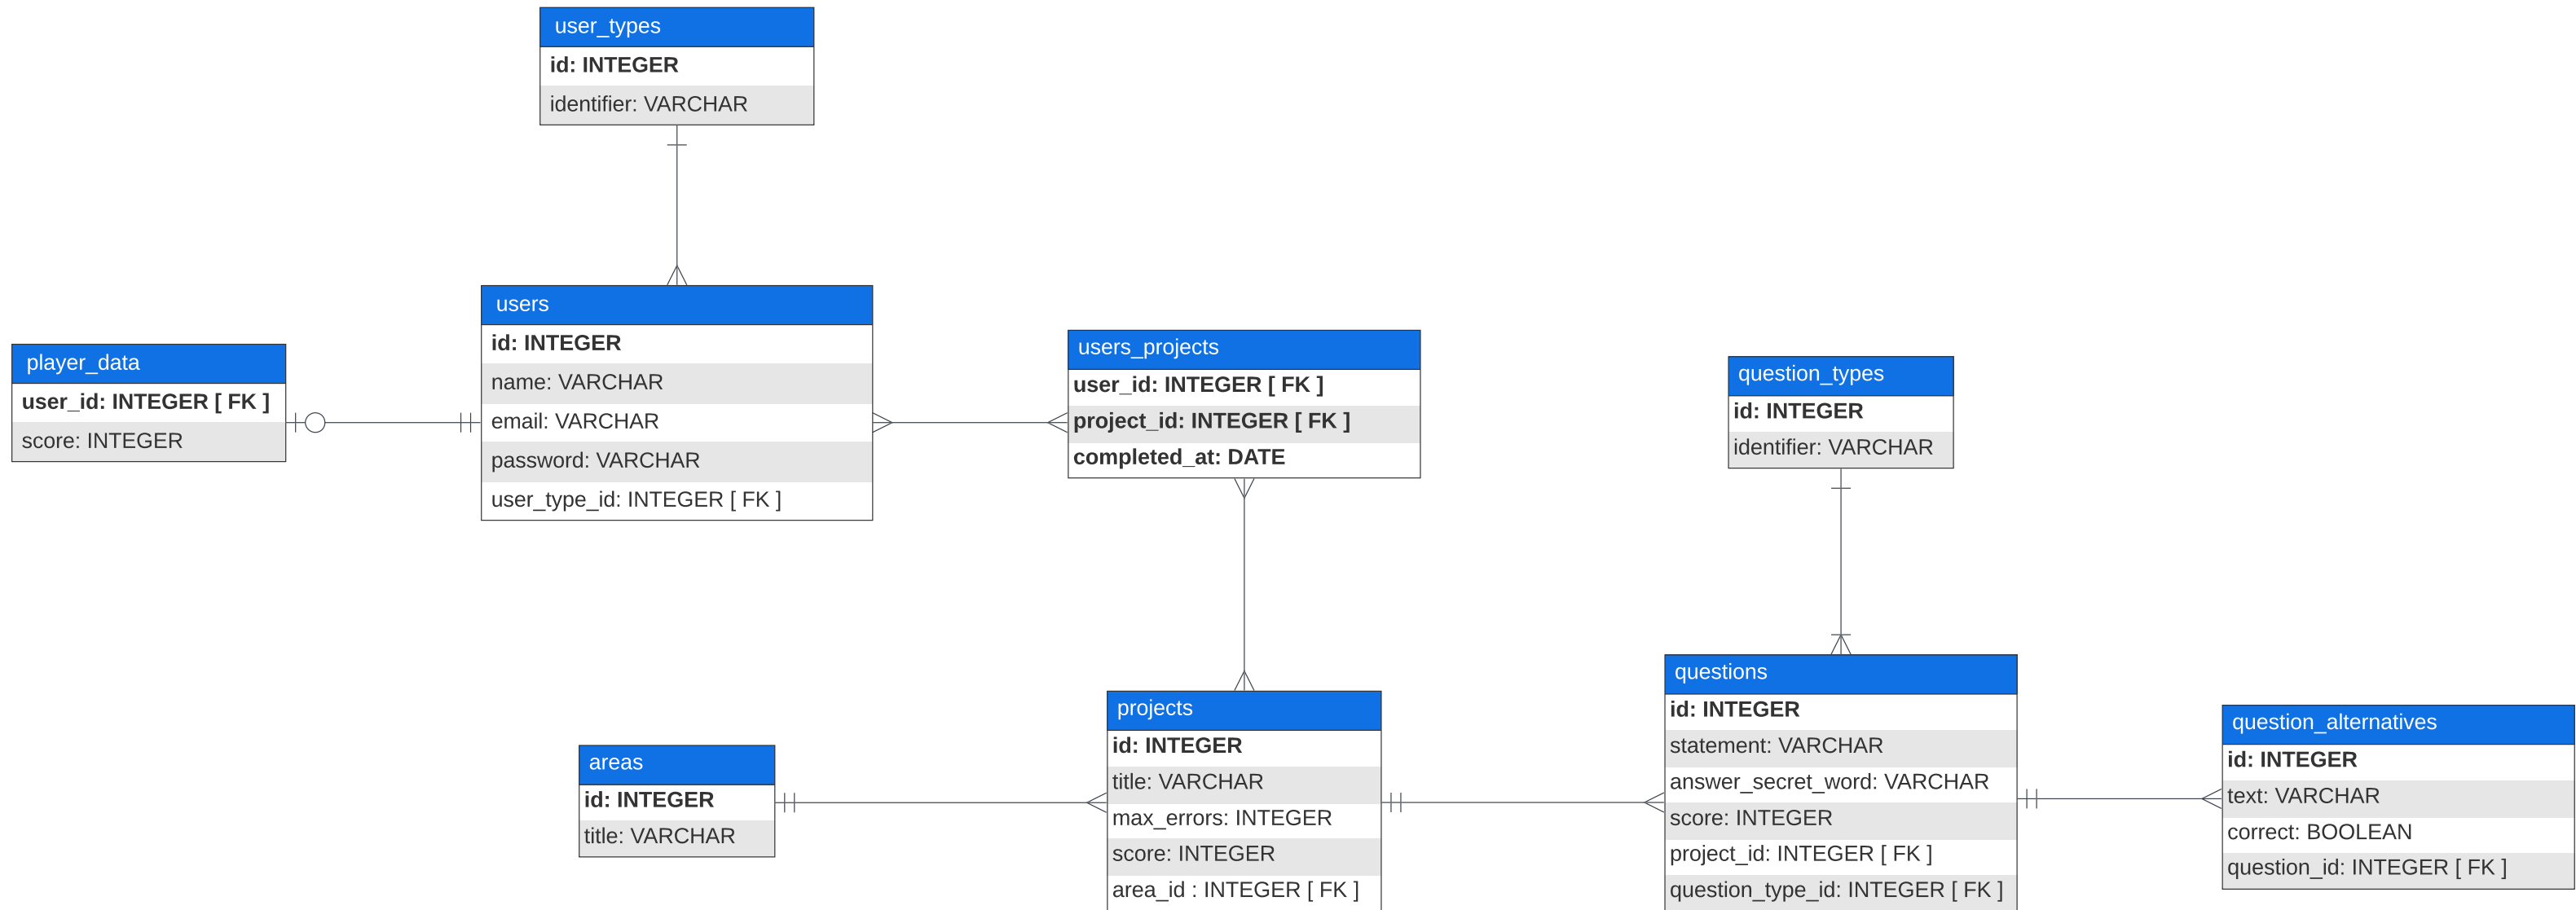 user_types
id: INTEGER
identifier: VARCHAR
users
id: INTEGER
name: VARCHAR
email: VARCHAR
password: VARCHAR
user_type_id: INTEGER [ FK ]
player_data
user_id: INTEGER [ FK ]
score: INTEGER
users_projects
user_id: INTEGER [ FK ]
project_id: INTEGER [ FK ]
completed_at: DATE
question_types
id: INTEGER
identifier: VARCHAR
areas
id: INTEGER
title: VARCHAR
projects
id: INTEGER
title: VARCHAR
max_errors: INTEGER
score: INTEGER
area_id : INTEGER [ FK ]
questions
id: INTEGER
statement: VARCHAR
answer_secret_word: VARCHAR
score: INTEGER
project_id: INTEGER [ FK ]
question_type_id: INTEGER [ FK ]
question_alternatives
id: INTEGER
text: VARCHAR
correct: BOOLEAN
question_id: INTEGER [ FK ]